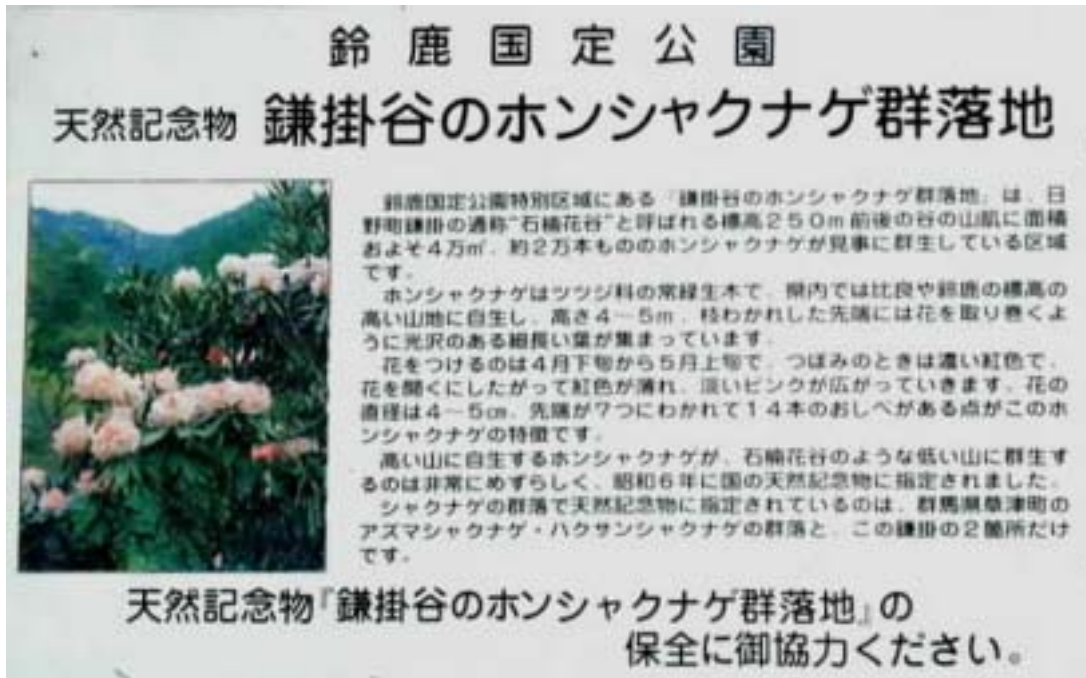 鈴鹿国定公園
天然記念物 鎌掛谷のホンシャクナゲ群落地
鈴鹿国定公園特別区域にある「鎌掛谷のホンシャクナゲ群落地」は、日
野町鎌掛の通称“石楠花谷”と呼ばれる標高250m前後の谷の山肌に面積
およそ4万㎡、約2万本もののホンシャクナゲが見事に群生している区域
です。
ホンシャクナゲはツツジ科の常緑生木で、県内では比良や鈴鹿の標高の
高い山地に自生し、高さ4~5m、枝わかれした先端には花を取り巻くよ
うに光沢のある細長い葉が集まっています。
花をつけるのは4月下旬から5月上旬で、つぼみのときは濃い紅色で、
花を開くにしたがって紅色が薄れ、淡いピンクが広がっていきます。花の
直径は4~5㎝、先端が7つにわかれて14本のおしべがある点がこのホ
ンシャクナゲの特徴です。
高い山に自生するホンシャクナゲが、石楠花谷のような低い山に群生す
るのは非常にめずらしく、昭和6年に国の天然記念物に指定されました。
シャクナゲの群落で天然記念物に指定されているのは、群馬県草津町の
アズマシャクナゲ・ハクサンシャクナゲの群落と、この鎌掛の2箇所だけ
です。
天然記念物『鎌掛谷のホンシャクナゲ群落地』の
保全に御協力ください。